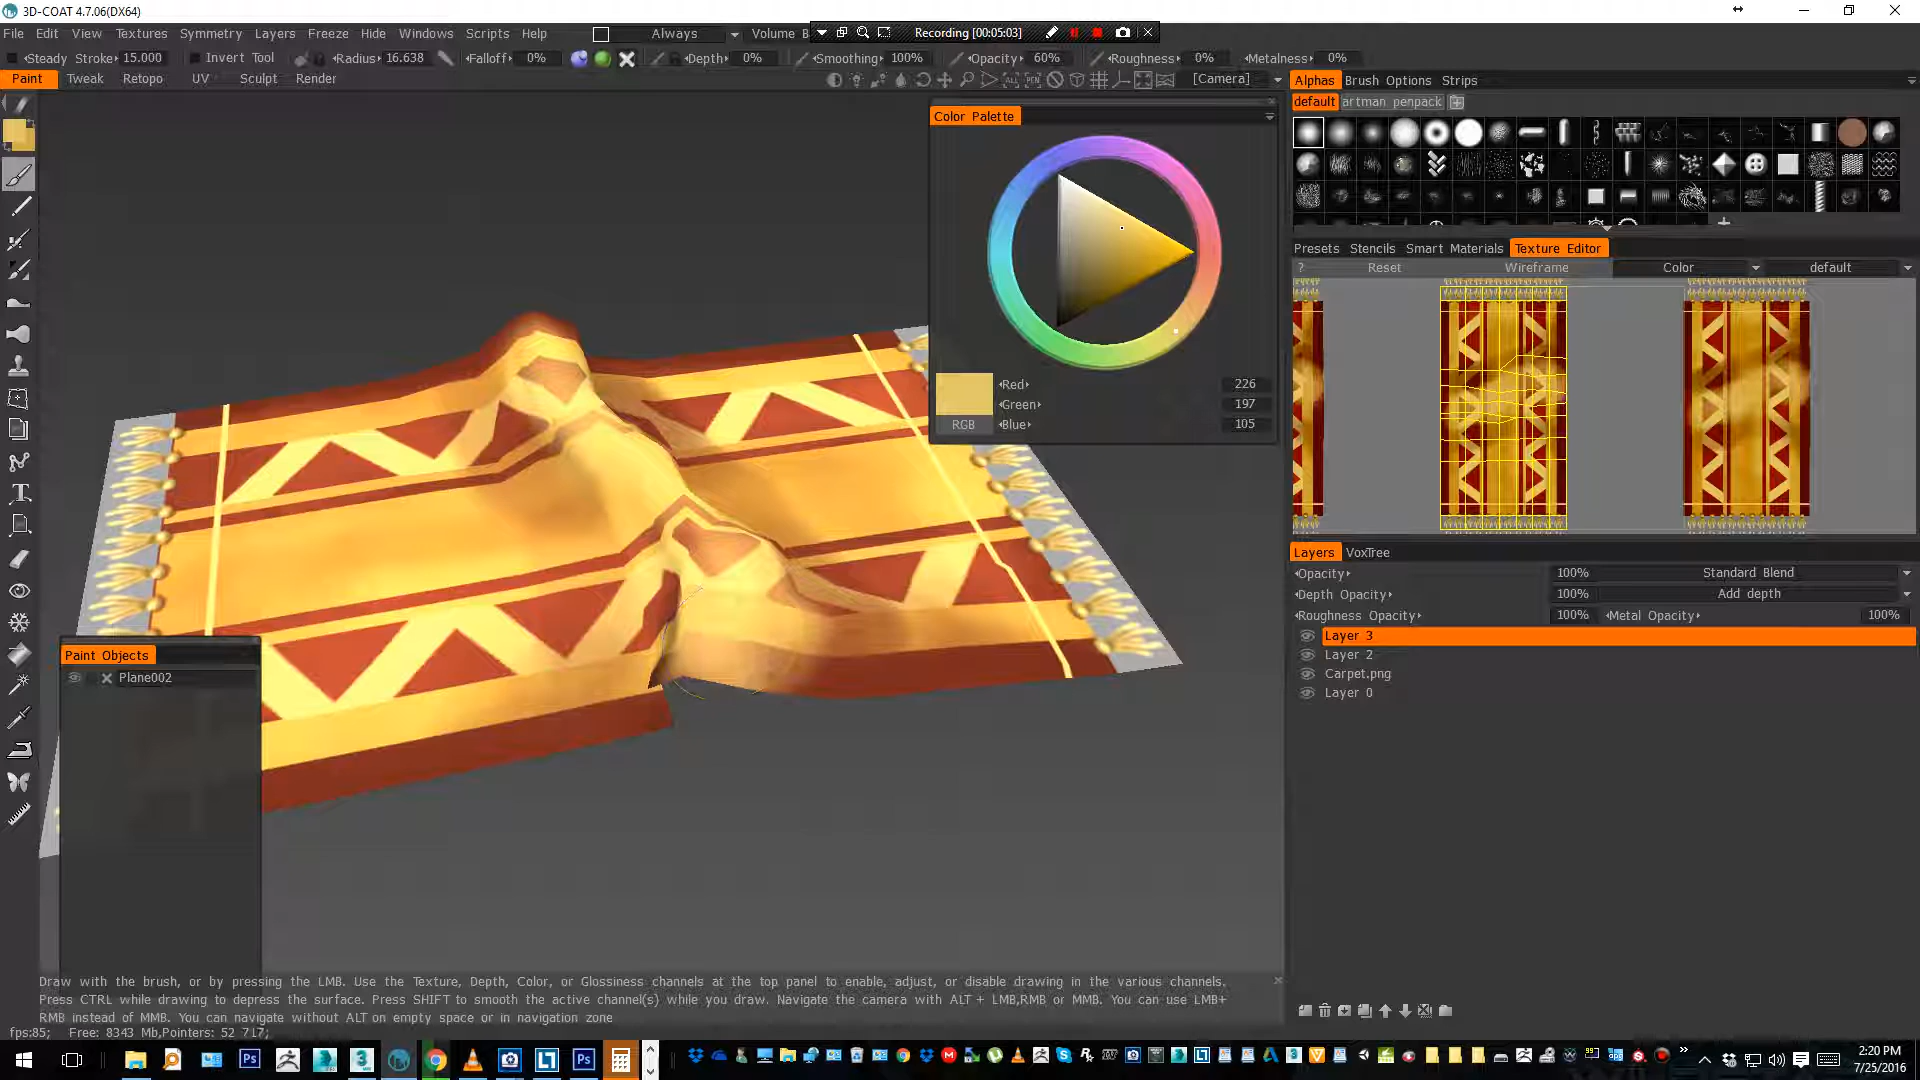 3D-COAT 4.7.06(DX64)
File Edit View Textures Symmetry Layers Freeze Hide Windows Scripts Help Always Volume B Recording [00:05:03]
Steady Stroke 15.000 Invert Tool Radius 16.638 Falloff 0% Depth 0% Smoothing 100% Opacity 60% Roughness 0% Metalness 0%
Paint Tweak Retopo UV Sculpt Render [Camera] Alphas Brush Options Strips
default artman penpack
Color Palette
Red 226
Green 197
RGB Blue 105
Presets Stencils Smart Materials Texture Editor
? Reset Wireframe Color default
Layers VoxTree
Opacity 100% Standard Blend
Depth Opacity 100% Add depth
Roughness Opacity 100% Metal Opacity 100%
Layer 3
Layer 2
Carpet.png
Layer 0
Paint Objects
Plane002
Draw with the brush, or by pressing the LMB. Use the Texture, Depth, Color, or Glossiness channels at the top panel to enable, adjust, or disable drawing in the various channels.
Press CTRL while drawing to depress the surface. Press SHIFT to smooth the active channel(s) while you draw. Navigate the camera with ALT + LMB,RMB or MMB. You can use LMB+
RMB instead of MMB. You can navigate without ALT on empty space or in navigation zone
fps:85; Free: 8343 Mb,Pointers: 52 717;
2:20 PM
7/25/2016